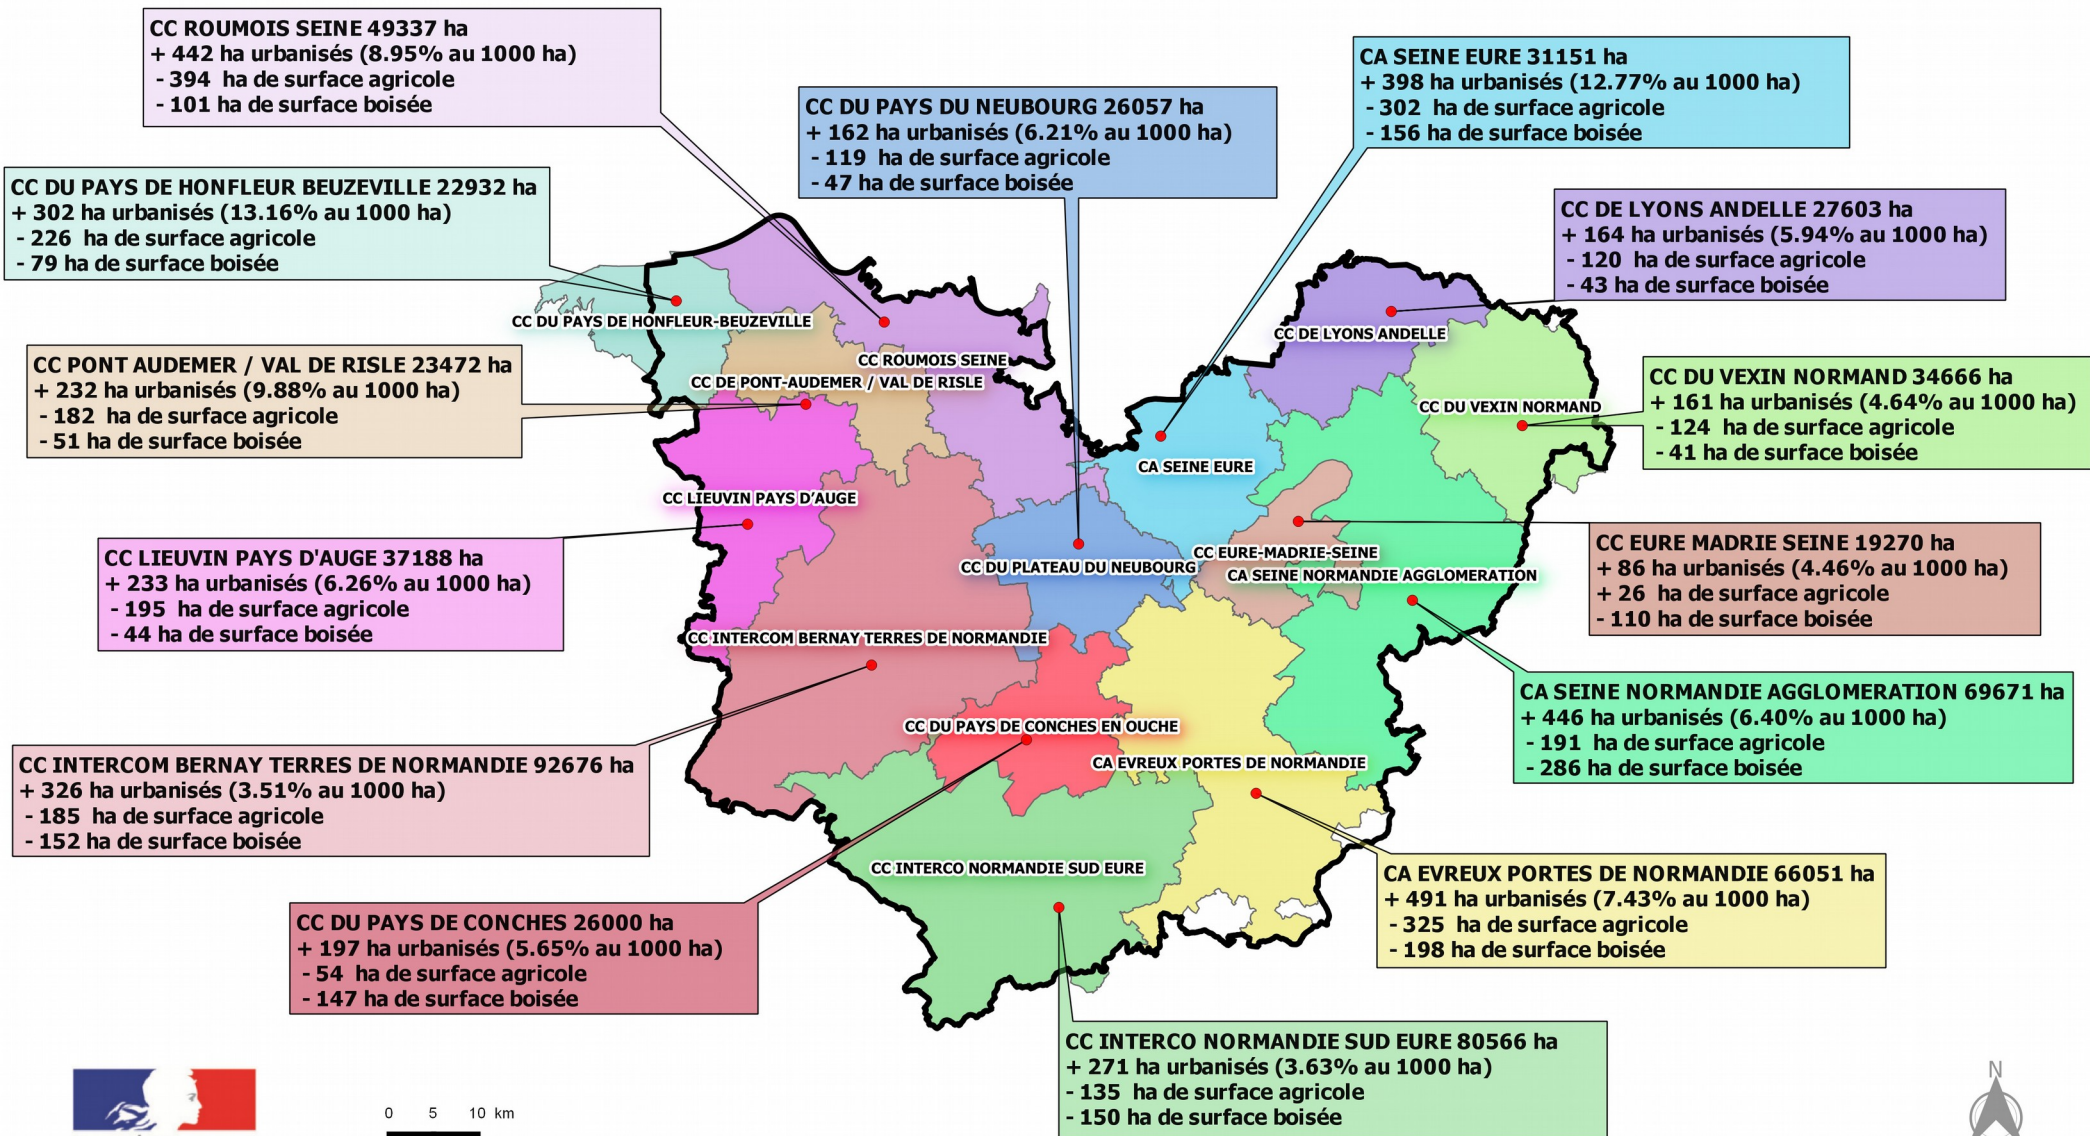 CC ROUMOIS SEINE 49337 ha
+ 442 ha urbanisés (8.95% au 1000 ha)
- 394 ha de surface agricole
- 101 ha de surface boisée
CA SEINE EURE 31151 ha
+ 398 ha urbanisés (12.77% au 1000 ha)
- 302 ha de surface agricole
- 156 ha de surface boisée
CC DU PAYS DU NEUBOURG 26057 ha
+ 162 ha urbanisés (6.21% au 1000 ha)
- 119 ha de surface agricole
- 47 ha de surface boisée
CC DU PAYS DE HONFLEUR BEUZEVILLE 22932 ha
+ 302 ha urbanisés (13.16% au 1000 ha)
- 226 ha de surface agricole
- 79 ha de surface boisée
CC DE LYONS ANDELLE 27603 ha
+ 164 ha urbanisés (5.94% au 1000 ha)
- 120 ha de surface agricole
- 43 ha de surface boisée
CC PONT AUDEMER / VAL DE RISLE 23472 ha
+ 232 ha urbanisés (9.88% au 1000 ha)
- 182 ha de surface agricole
- 51 ha de surface boisée
CC DU VEXIN NORMAND 34666 ha
+ 161 ha urbanisés (4.64% au 1000 ha)
- 124 ha de surface agricole
- 41 ha de surface boisée
CC DU PAYS DE HONFLEUR-BEUZEVILLE
CC DE LYONS ANDELLE
CC ROUMOIS SEINE
CC DE PONT-AUDEMER / VAL DE RISLE
CC DU VEXIN NORMAND
CA SEINE EURE
CC LIEUVIN PAYS D'AUGE
CC EURE-MADRIE-SEINE
CC DU PLATEAU DU NEUBOURG
CA SEINE NORMANDIE AGGLOMERATION
CC INTERCOM BERNAY TERRES DE NORMANDIE
CC DU PAYS DE CONCHES EN OUCHE
CA EVREUX PORTES DE NORMANDIE
CC INTERCO NORMANDIE SUD EURE
CC LIEUVIN PAYS D'AUGE 37188 ha
+ 233 ha urbanisés (6.26% au 1000 ha)
- 195 ha de surface agricole
- 44 ha de surface boisée
CC EURE MADRIE SEINE 19270 ha
+ 86 ha urbanisés (4.46% au 1000 ha)
+ 26 ha de surface agricole
- 110 ha de surface boisée
CA SEINE NORMANDIE AGGLOMERATION 69671 ha
+ 446 ha urbanisés (6.40% au 1000 ha)
- 191 ha de surface agricole
- 286 ha de surface boisée
CC INTERCOM BERNAY TERRES DE NORMANDIE 92676 ha
+ 326 ha urbanisés (3.51% au 1000 ha)
- 185 ha de surface agricole
- 152 ha de surface boisée
CA EVREUX PORTES DE NORMANDIE 66051 ha
+ 491 ha urbanisés (7.43% au 1000 ha)
- 325 ha de surface agricole
- 198 ha de surface boisée
CC DU PAYS DE CONCHES 26000 ha
+ 197 ha urbanisés (5.65% au 1000 ha)
- 54 ha de surface agricole
- 147 ha de surface boisée
CC INTERCO NORMANDIE SUD EURE 80566 ha
+ 271 ha urbanisés (3.63% au 1000 ha)
- 135 ha de surface agricole
- 150 ha de surface boisée
0 5 10 km
N